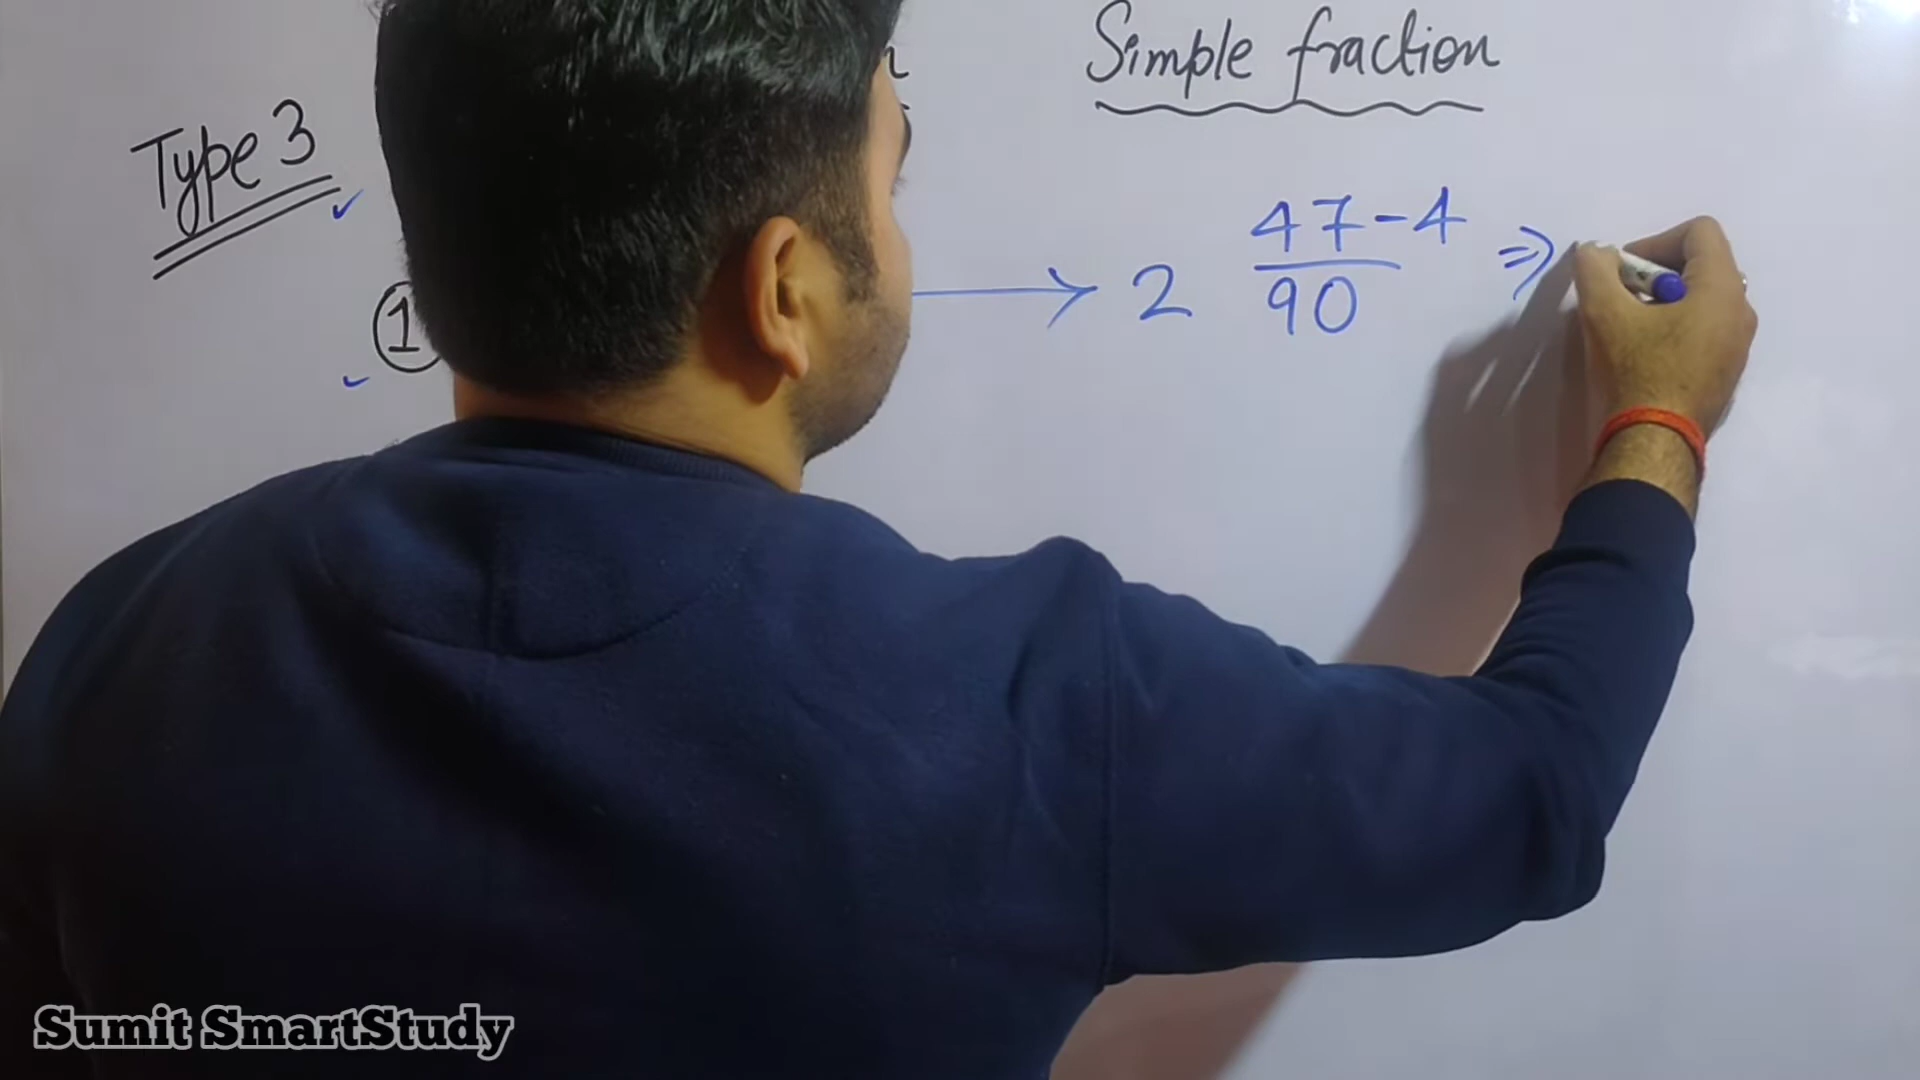 Simple fraction
Type 3
① → 2 47-4/90 ⇒
Sumit SmartStudy